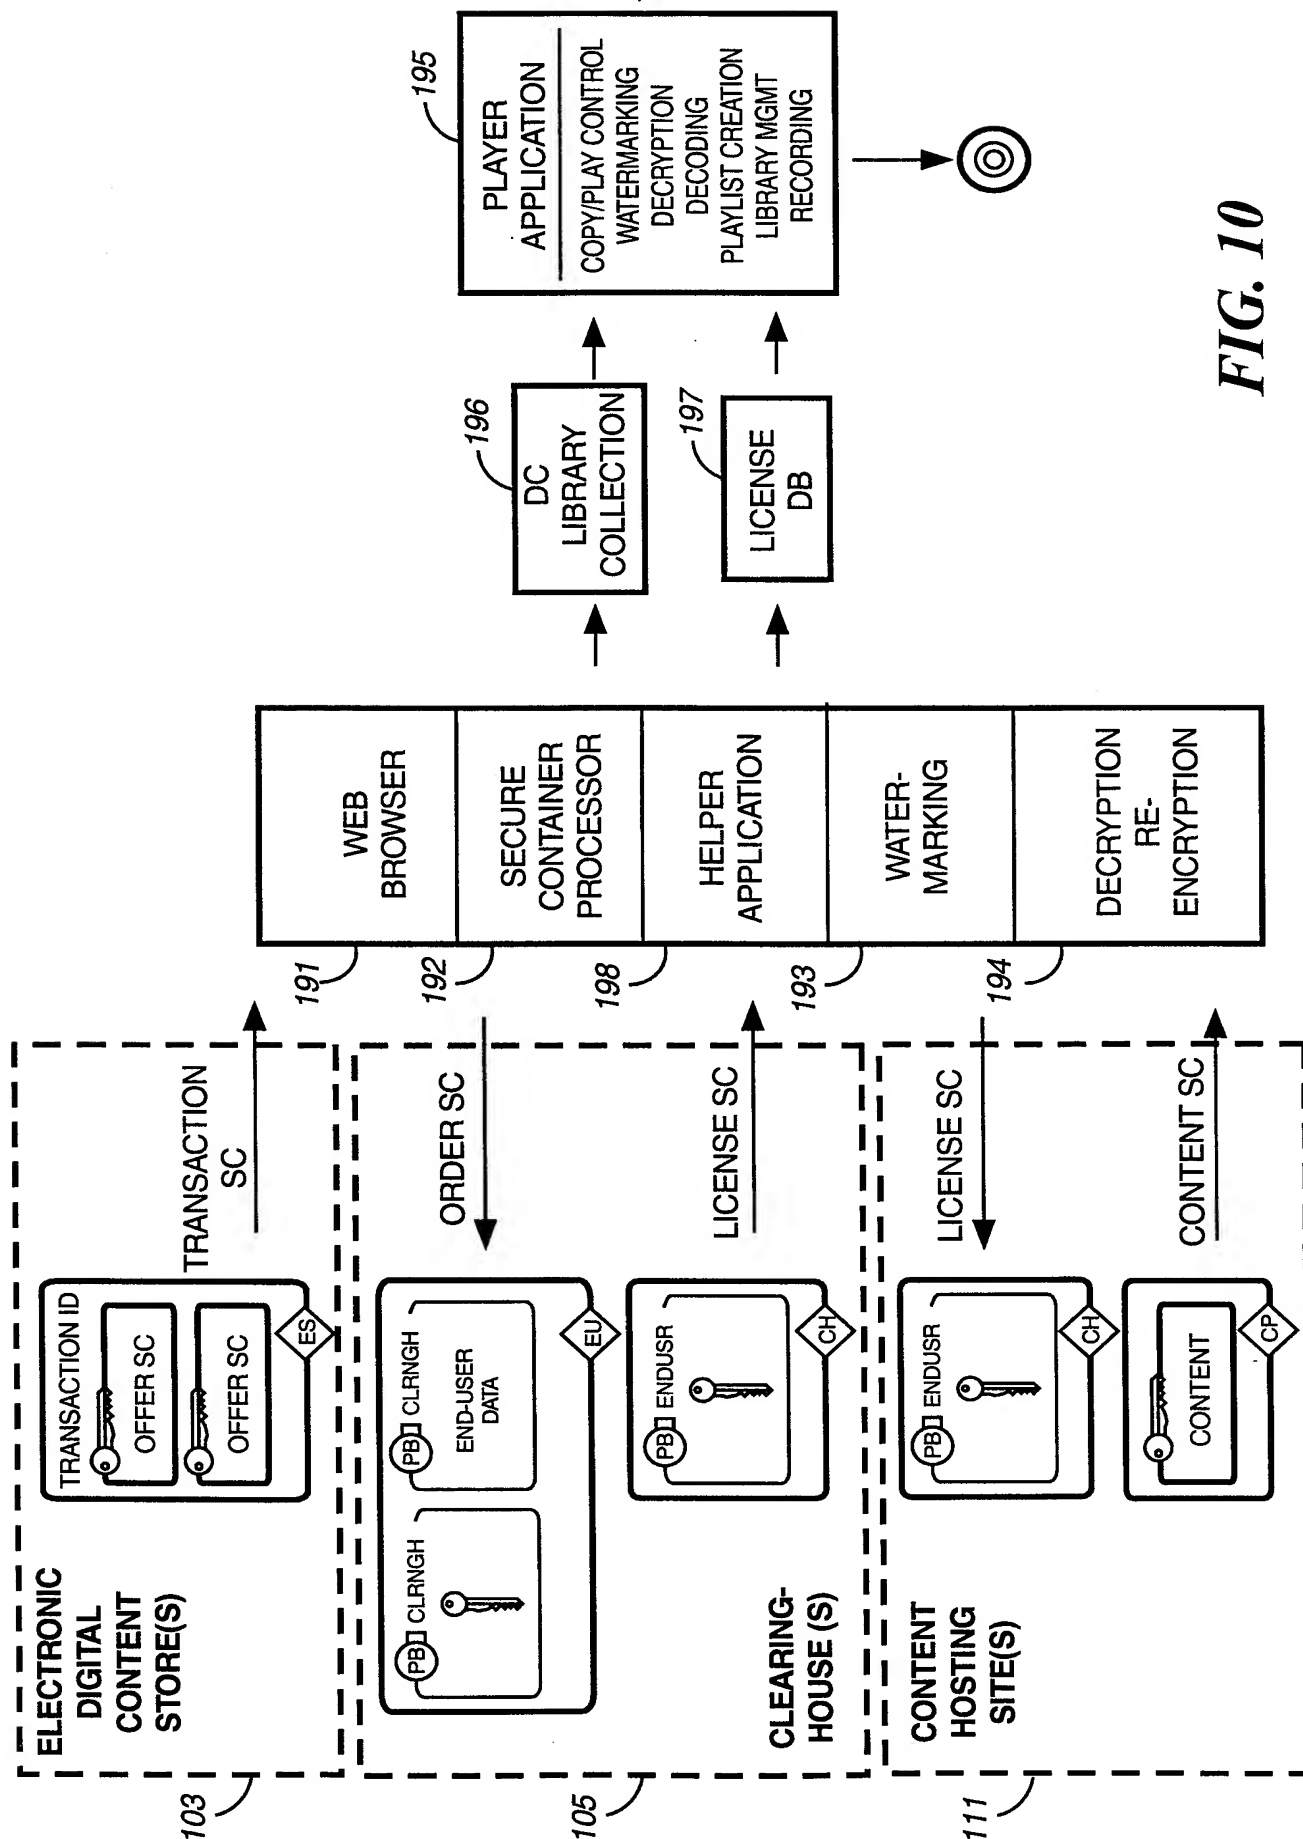 103
ELECTRONIC
DIGITAL
CONTENT
STORE(S)
TRANSACTION ID
OFFER SC
OFFER SC
ES
TRANSACTION
SC
105
CLEARING-
HOUSE (S)
PB CLRNGH
PB CLRNGH
END-USER
DATA
EU
ORDER SC
PB ENDUSR
CH
LICENSE SC
111
CONTENT
HOSTING
SITE(S)
PB ENDUSR
CH
LICENSE SC
CONTENT
CP
CONTENT SC
191
WEB
BROWSER
192
SECURE
CONTAINER
PROCESSOR
198
HELPER
APPLICATION
193
WATER-
MARKING
194
DECRYPTION
RE-
ENCRYPTION
196
DC
LIBRARY
COLLECTION
197
LICENSE
DB
195
PLAYER
APPLICATION
COPY/PLAY CONTROL
WATERMARKING
DECRYPTION
DECODING
PLAYLIST CREATION
LIBRARY MGMT
RECORDING
FIG. 10